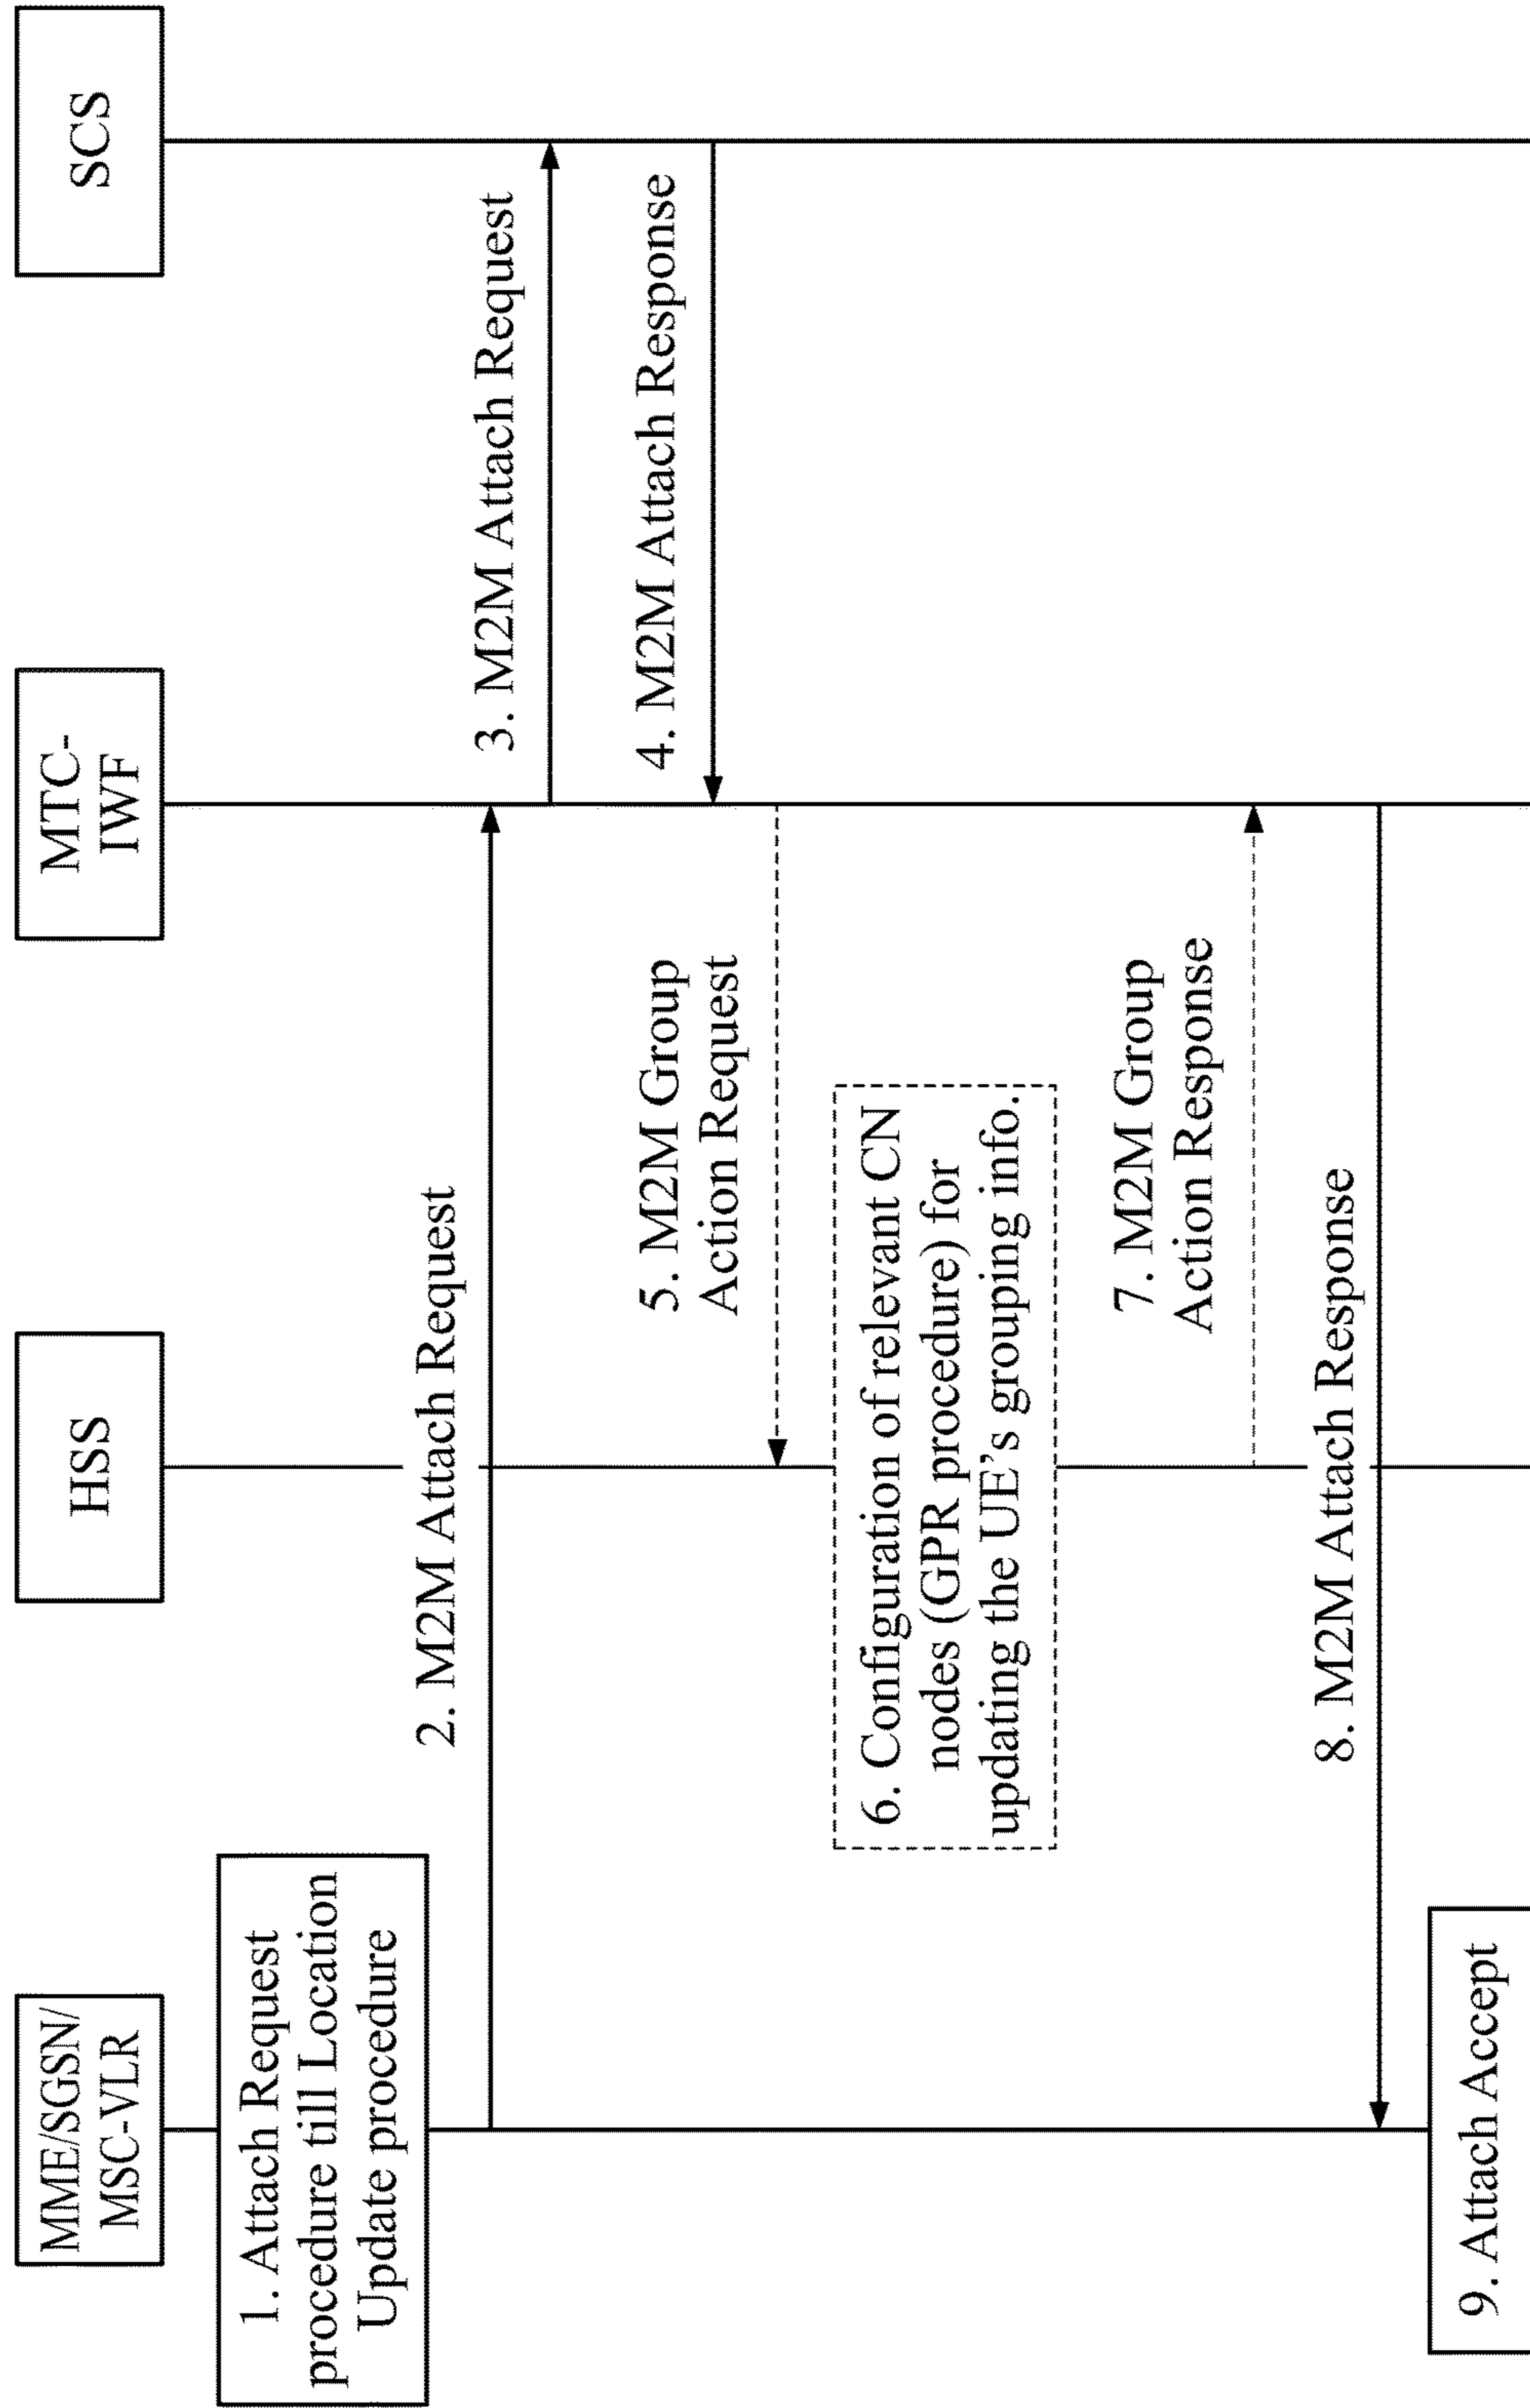 MME/SGSN/
MSC-VLR
HSS
MTC-
IWF
SCS
1. Attach Request
procedure till Location
Update procedure
2. M2M Attach Request
3. M2M Attach Request
4. M2M Attach Response
5. M2M Group
Action Request
6. Configuration of relevant CN
nodes (GPR procedure) for
updating the UE's grouping info.
7. M2M Group
Action Response
8. M2M Attach Response
9. Attach Accept